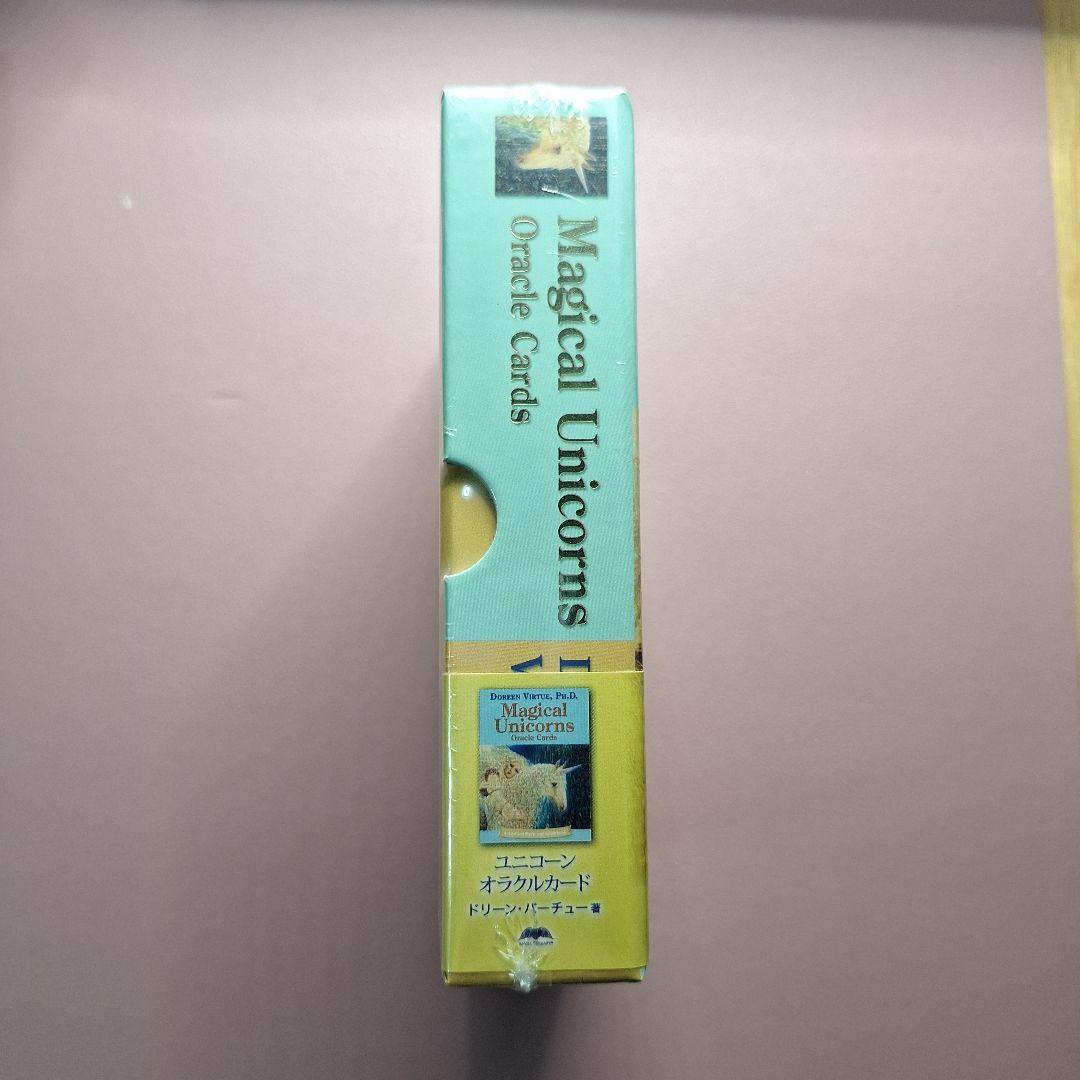 Magical Unicorns
Oracle Cards
DOREEN VIRTUE, PH.D.
Magical
Unicorns
Oracle Cards
ユニコーン
オラクルカード
ドリーン・バーチュー 著